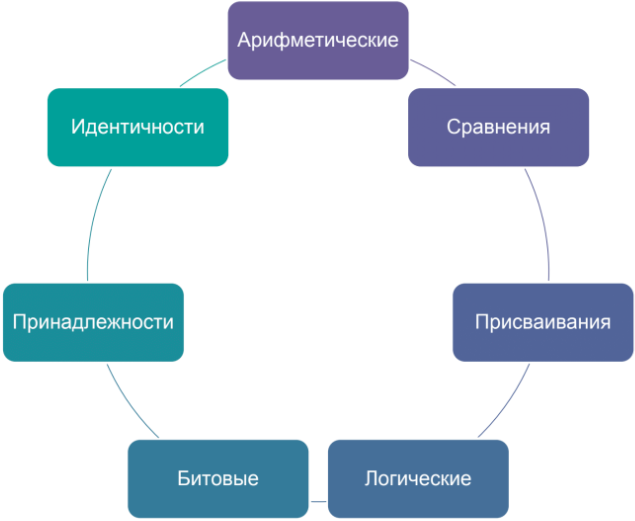 Арифметические
Идентичности
Сравнения
Принадлежности
Присваивания
Битовые
Логические